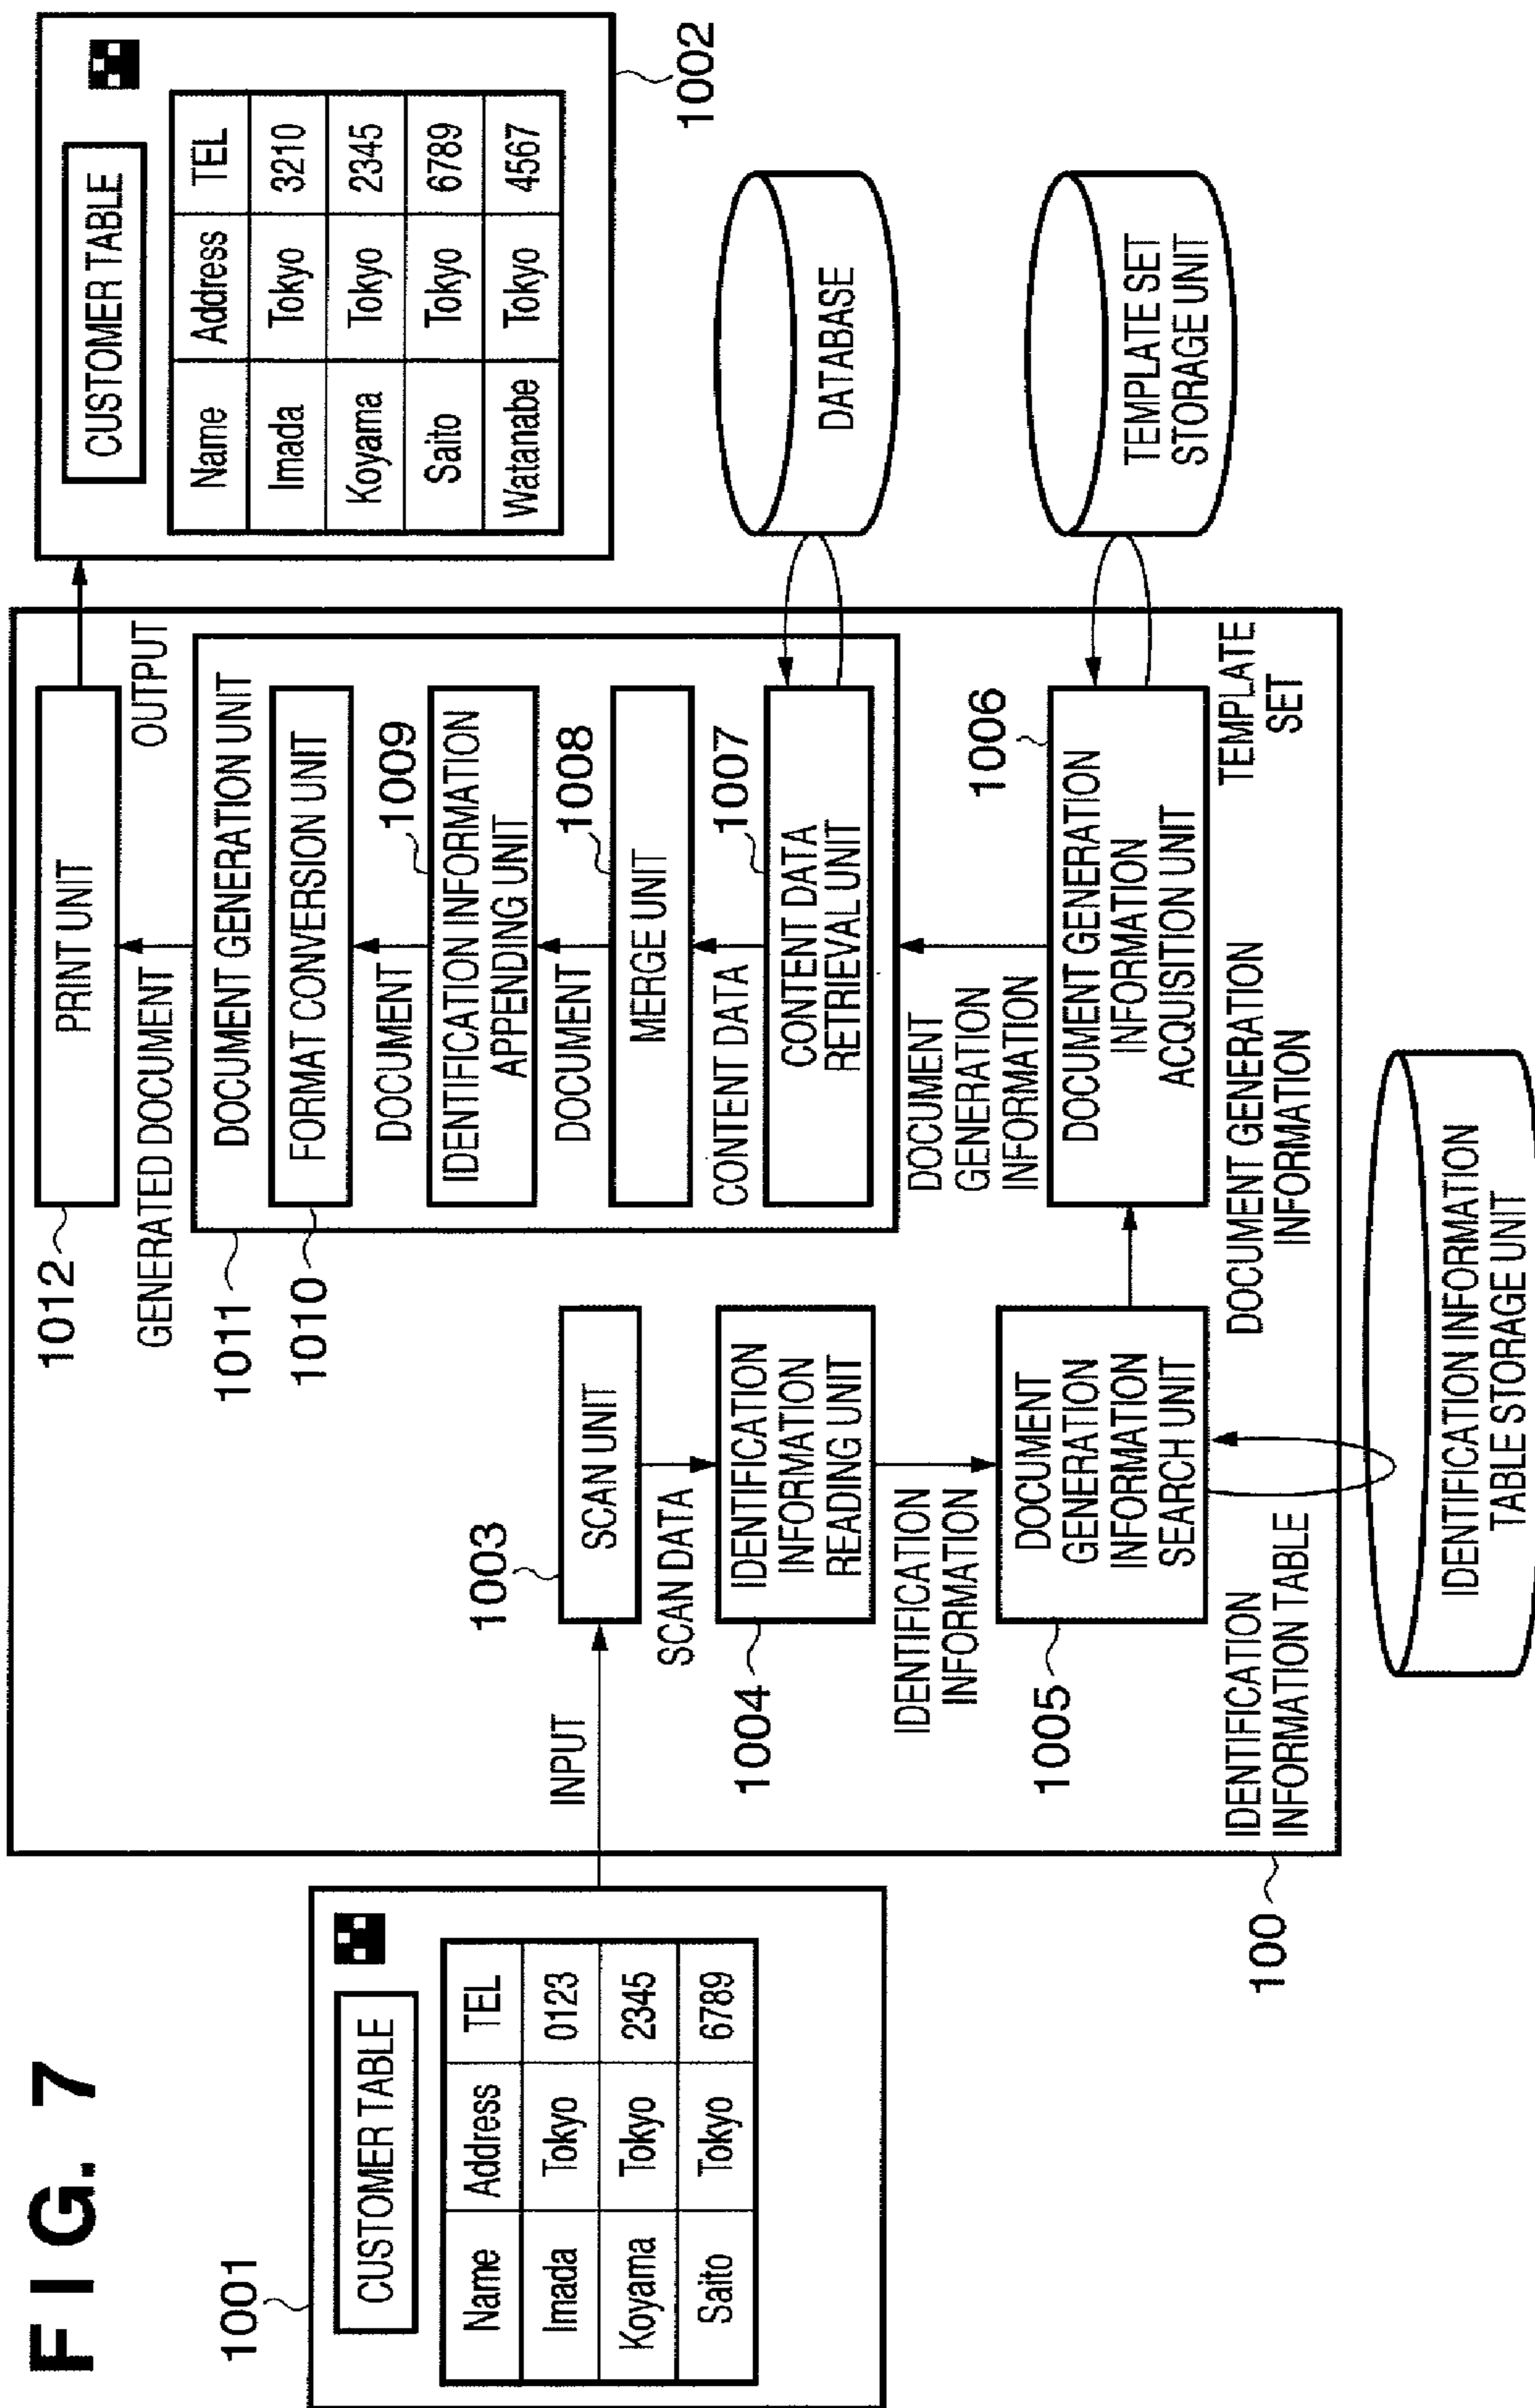 FIG. 7
1001
CUSTOMER TABLE
Name Address TEL
Imada Tokyo 0123
Koyama Tokyo 2345
Saito Tokyo 6789
INPUT
100
1003
SCAN UNIT
SCAN DATA
1004
IDENTIFICATION
INFORMATION
READING UNIT
IDENTIFICATION
INFORMATION
1005
DOCUMENT
GENERATION
INFORMATION
SEARCH UNIT
IDENTIFICATION
INFORMATION TABLE
IDENTIFICATION INFORMATION
TABLE STORAGE UNIT
1012
PRINT UNIT
GENERATED DOCUMENT
OUTPUT
1011
DOCUMENT GENERATION UNIT
1010
FORMAT CONVERSION UNIT
DOCUMENT
1009
IDENTIFICATION INFORMATION
APPENDING UNIT
DOCUMENT
1008
MERGE UNIT
CONTENT DATA
1007
CONTENT DATA
RETRIEVAL UNIT
DOCUMENT
GENERATION
INFORMATION
1006
DOCUMENT GENERATION
INFORMATION
ACQUISITION UNIT
DOCUMENT GENERATION
INFORMATION
TEMPLATE
SET
CUSTOMER TABLE
Name Address TEL
Imada Tokyo 3210
Koyama Tokyo 2345
Saito Tokyo 6789
Watanabe Tokyo 4567
1002
DATABASE
TEMPLATE SET
STORAGE UNIT